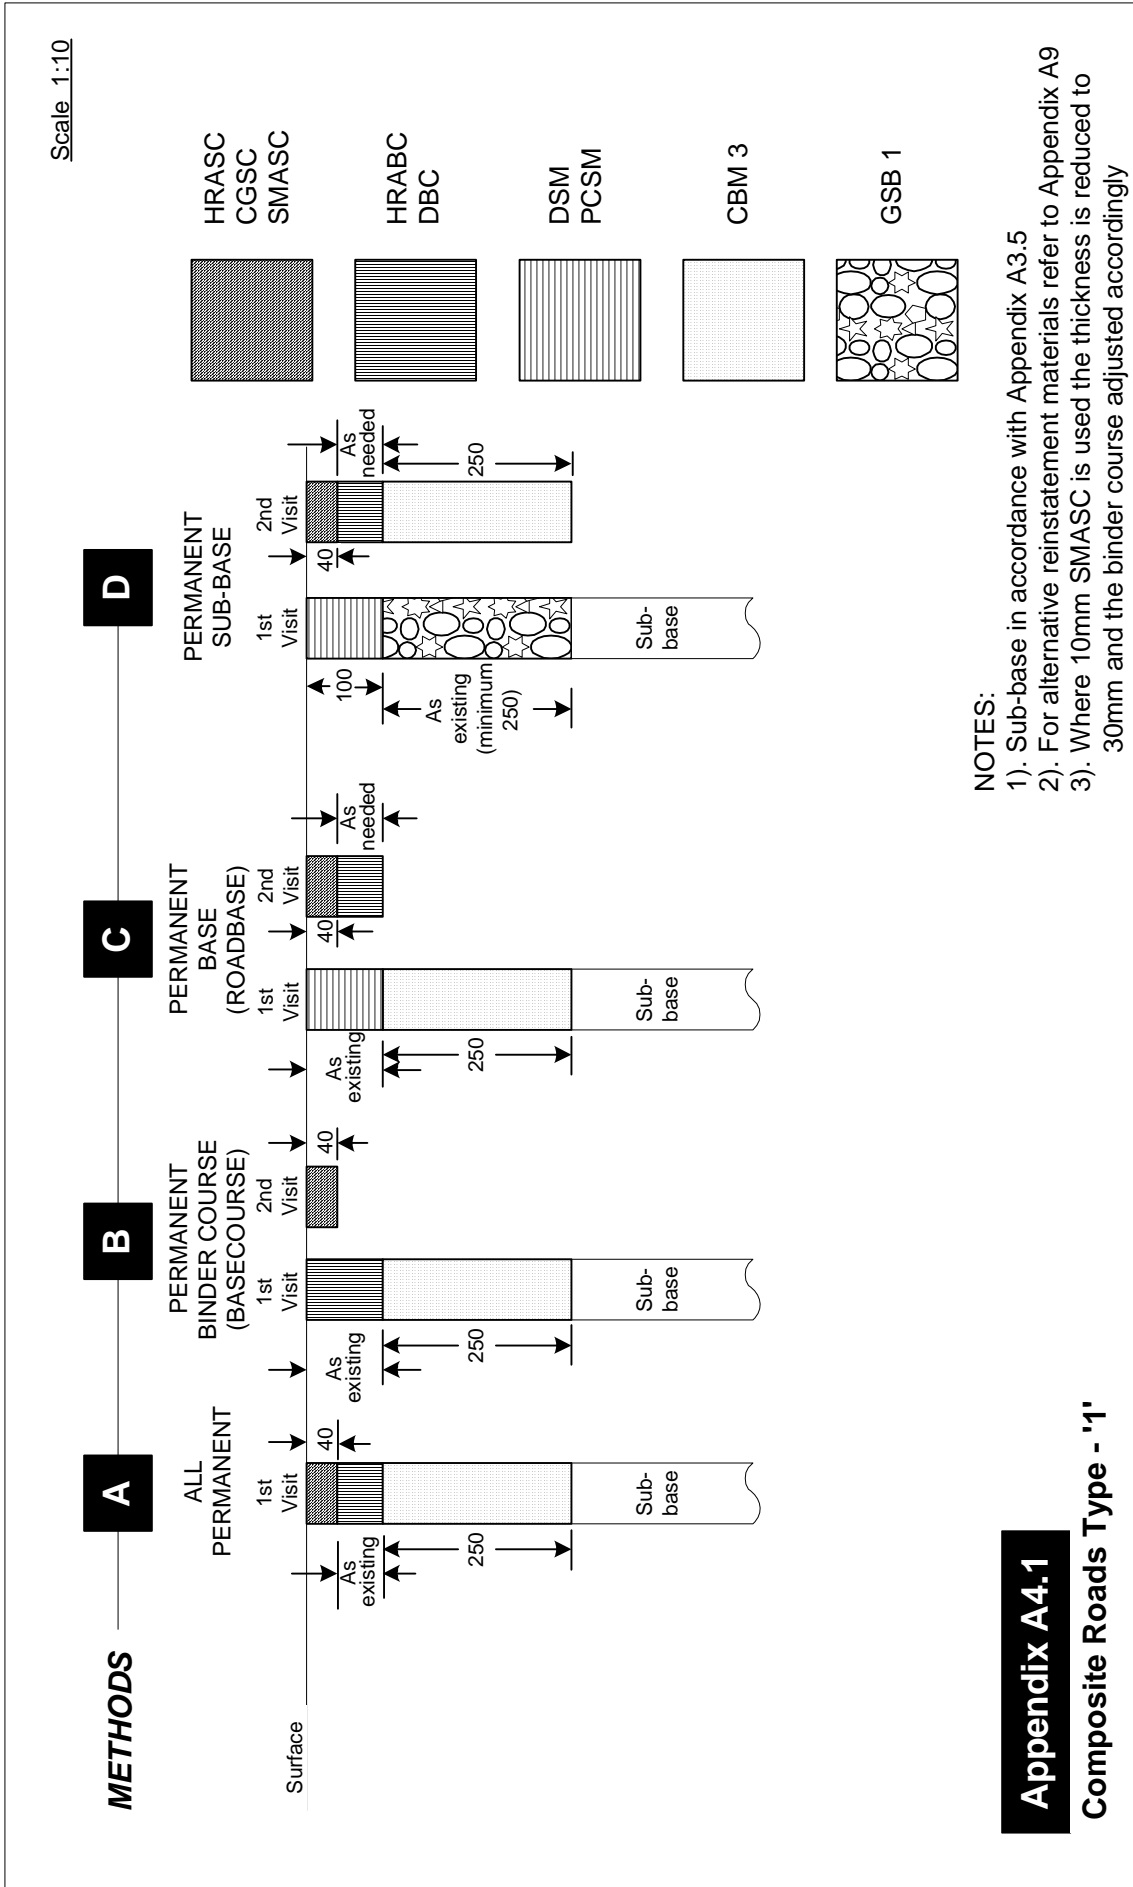 Scale 1:10
METHODS
A
B
C
D
ALL
PERMANENT
1st
Visit
PERMANENT
BINDER COURSE
(BASECOURSE)
1st
Visit
2nd
Visit
PERMANENT
BASE
(ROADBASE)
1st
Visit
2nd
Visit
PERMANENT
SUB-BASE
1st
Visit
2nd
Visit
Surface
As
existing
40
250
Sub-
base
As
existing
40
250
Sub-
base
As
existing
40
As
needed
250
Sub-
base
100
As
existing
(minimum
250)
40
As
needed
250
Sub-
base
HRASC
CGSC
SMASC
HRABC
DBC
DSM
PCSM
CBM 3
GSB 1
NOTES:
1). Sub-base in accordance with Appendix A3.5
2). For alternative reinstatement materials refer to Appendix A9
3). Where 10mm SMASC is used the thickness is reduced to
30mm and the binder course adjusted accordingly
Appendix A4.1
Composite Roads Type - '1'